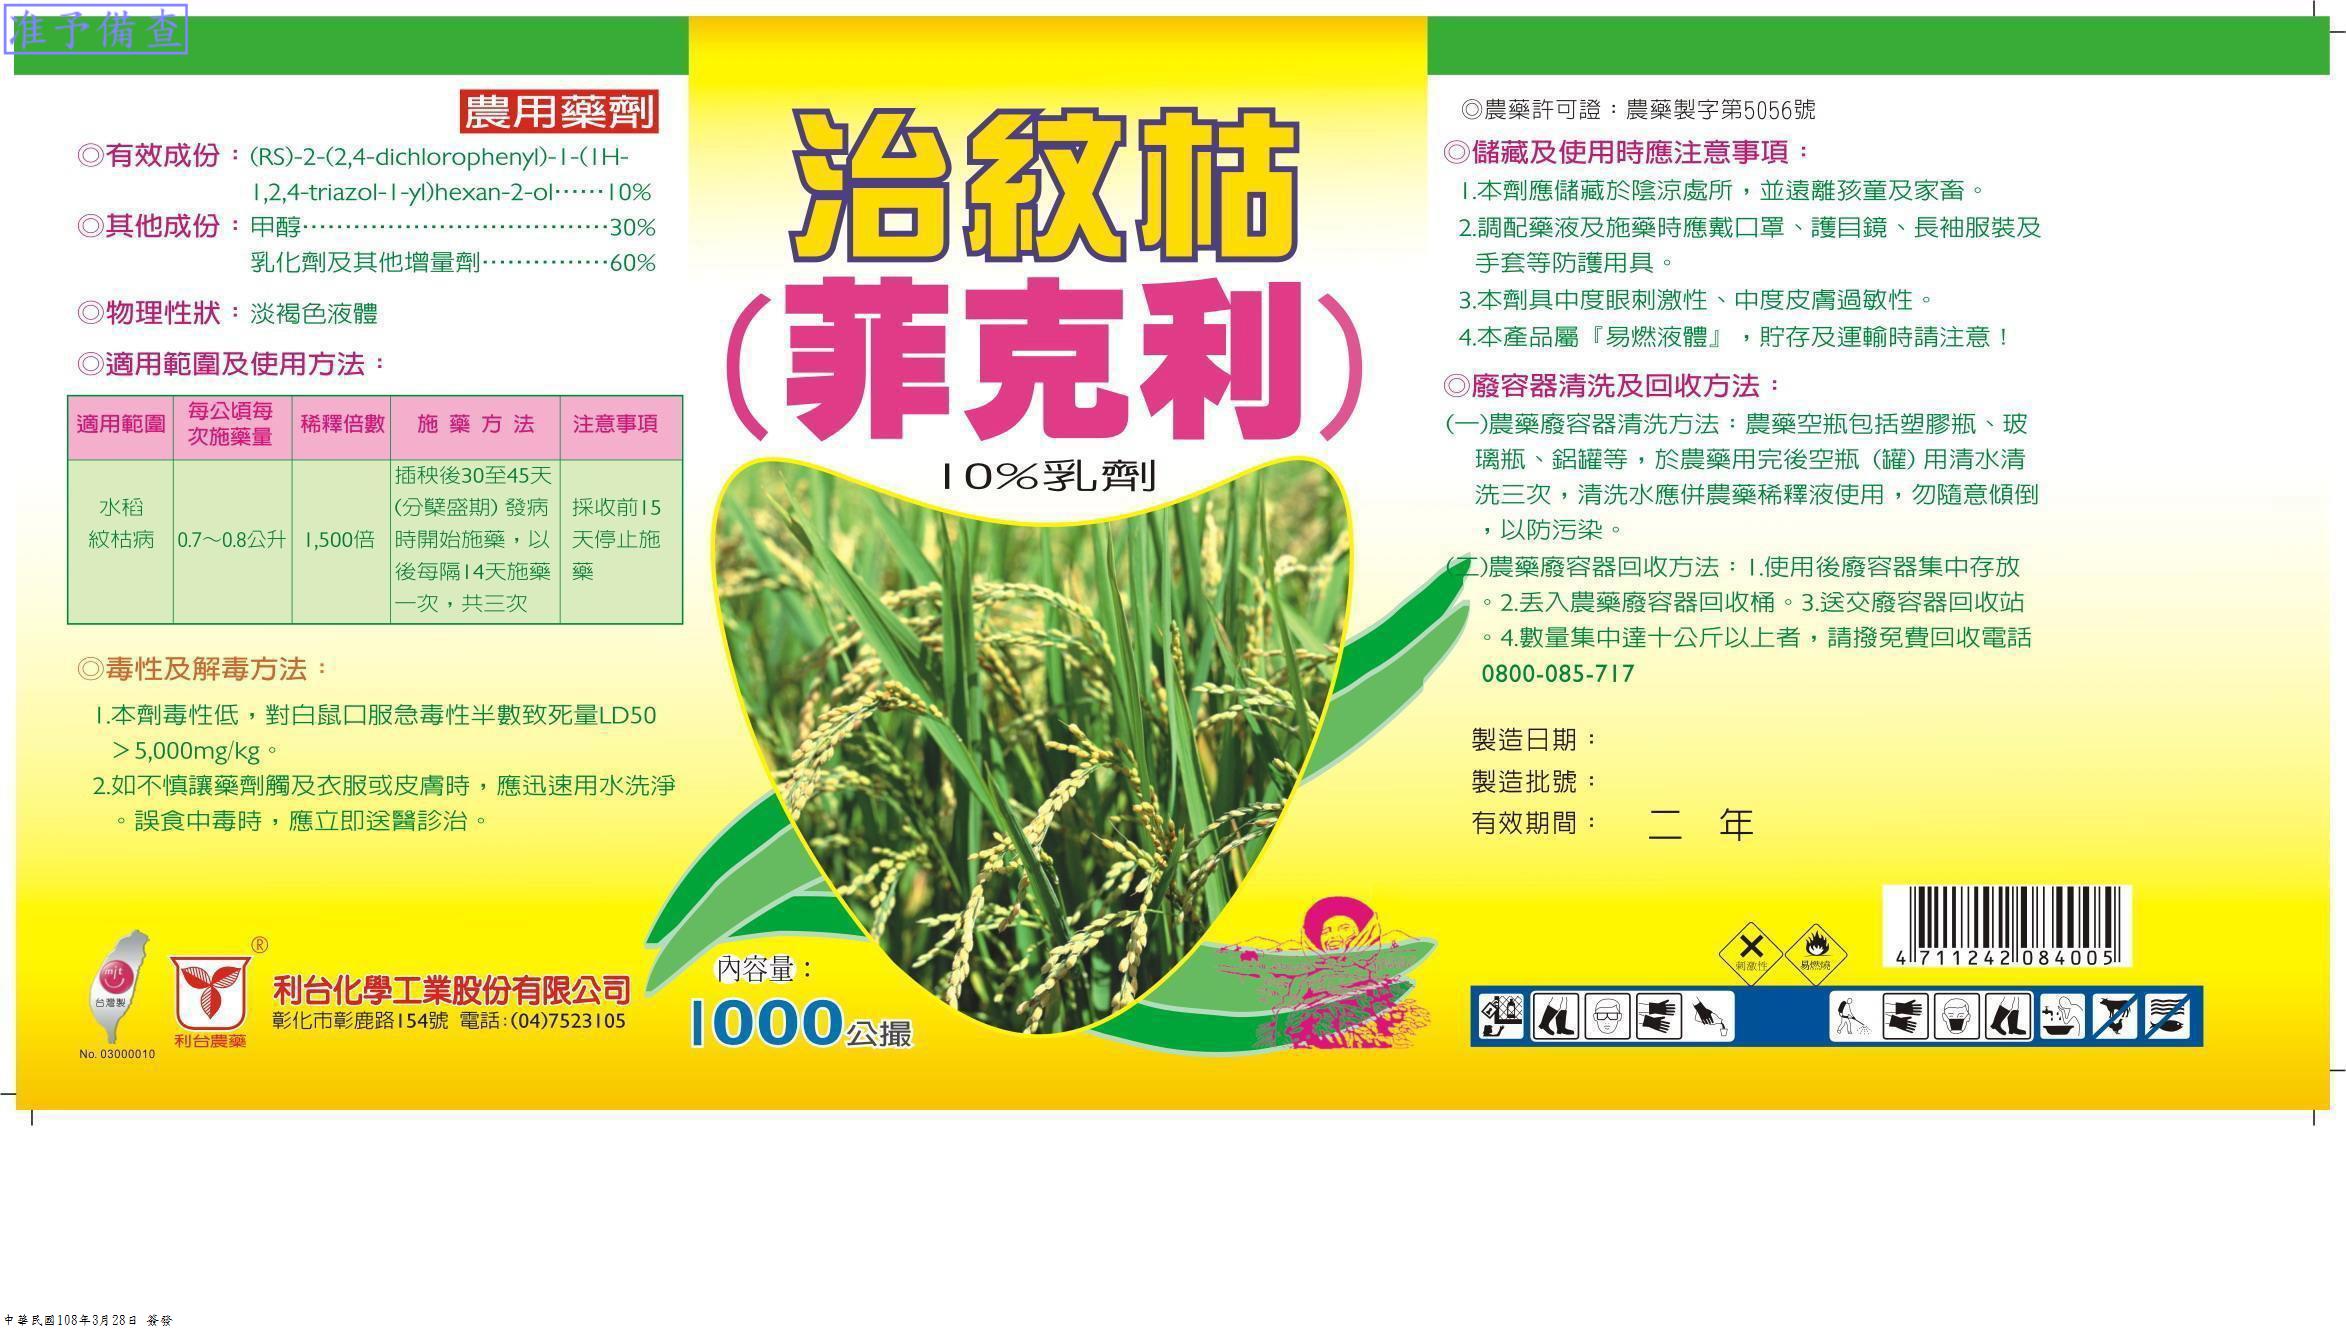 准予備查
農用藥劑
◎有效成份：(RS)-2-(2,4-dichlorophenyl)-1-(1H-
1,2,4-triazol-1-yl)hexan-2-ol……10%
◎其他成份：甲醇………………………………30%
乳化劑及其他增量劑……………60%
◎物理性狀：淡褐色液體
◎適用範圍及使用方法：
適用範圍 每公頃每次施藥量 稀釋倍數 施藥方法 注意事項
水稻
紋枯病
0.7～0.8公升
1,500倍
插秧後30至45天
(分櫱盛期) 發病
時開始施藥，以
後每隔14天施藥
一次，共三次
採收前15
天停止施
藥
◎毒性及解毒方法：
1.本劑毒性低，對白鼠口服急毒性半數致死量LD50
＞5,000mg/kg。
2.如不慎讓藥劑觸及衣服或皮膚時，應迅速用水洗淨
。誤食中毒時，應立即送醫診治。
mjt
台灣製
No. 03000010
®
利台農藥
利台化學工業股份有限公司
彰化市彰鹿路154號 電話:(04)7523105
治紋枯
(菲克利)
10%乳劑
內容量：
1000公撮
◎農藥許可證：農藥製字第5056號
◎儲藏及使用時應注意事項：
1.本劑應儲藏於陰涼處所，並遠離孩童及家畜。
2.調配藥液及施藥時應戴口罩、護目鏡、長袖服裝及
手套等防護用具。
3.本劑具中度眼刺激性、中度皮膚過敏性。
4.本產品屬『易燃液體』，貯存及運輸時請注意！
◎廢容器清洗及回收方法：
(一)農藥廢容器清洗方法：農藥空瓶包括塑膠瓶、玻
璃瓶、鋁罐等，於農藥用完後空瓶 (罐) 用清水清
洗三次，清洗水應併農藥稀釋液使用，勿隨意傾倒
，以防污染。
(二)農藥廢容器回收方法：1.使用後廢容器集中存放
。2.丟入農藥廢容器回收桶。3.送交廢容器回收站
。4.數量集中達十公斤以上者，請撥免費回收電話
0800-085-717
製造日期：
製造批號：
有效期間： 二 年
刺激性
易燃燒
4 711242 084005
中華民國108年3月28日 簽發